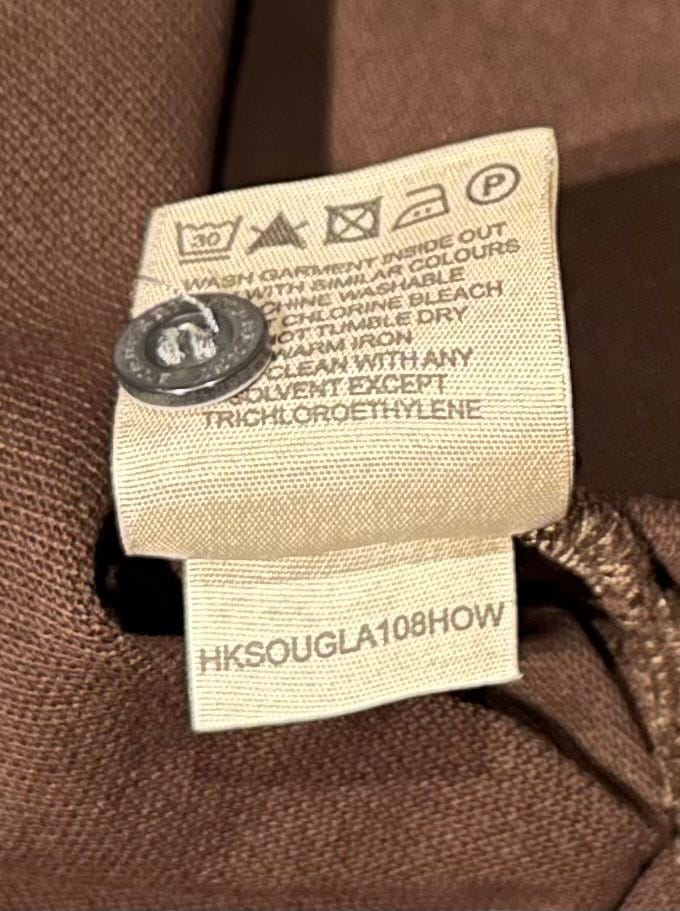 30 P
WASH GARMENT INSIDE OUT
WITH SIMILAR COLOURS
WASHABLE
CHLORINE BLEACH
TUMBLE DRY
WARM IRON
CLEAN WITH ANY
SOLVENT EXCEPT
TRICHLOROETHYLENE
HKSOUGLA108HOW